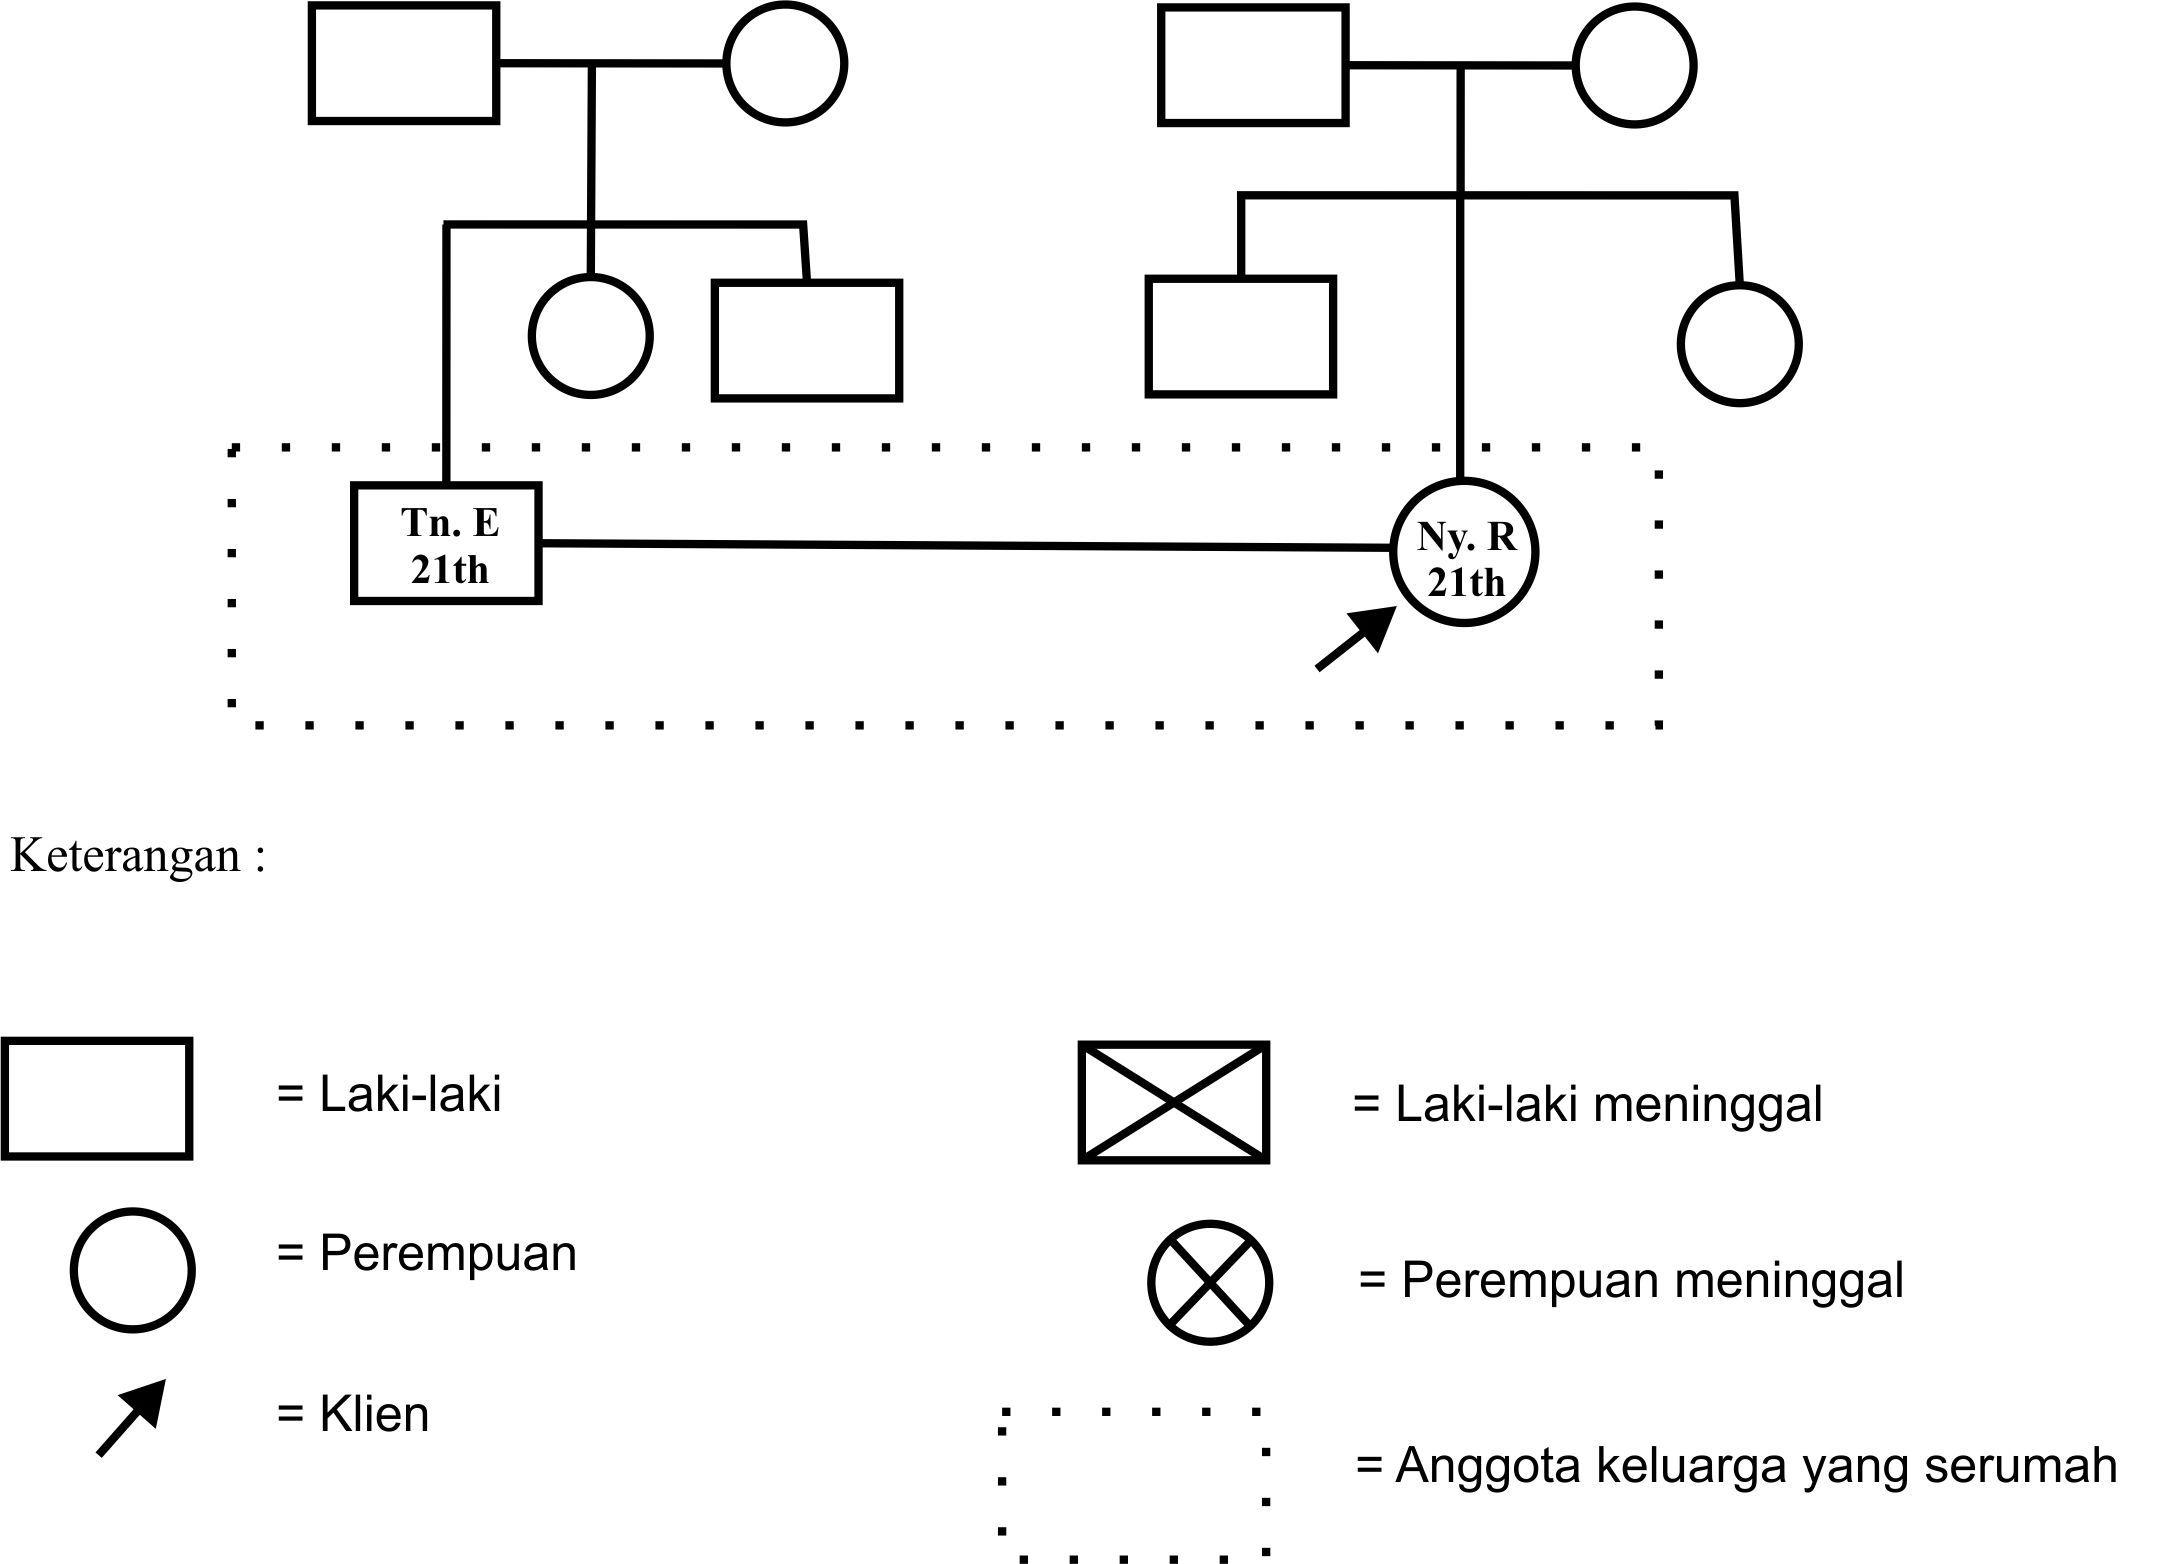 Tn. E
21th
Ny. R
21th
Keterangan :
= Laki-laki
= Perempuan
= Klien
= Laki-laki meninggal
= Perempuan meninggal
= Anggota keluarga yang serumah